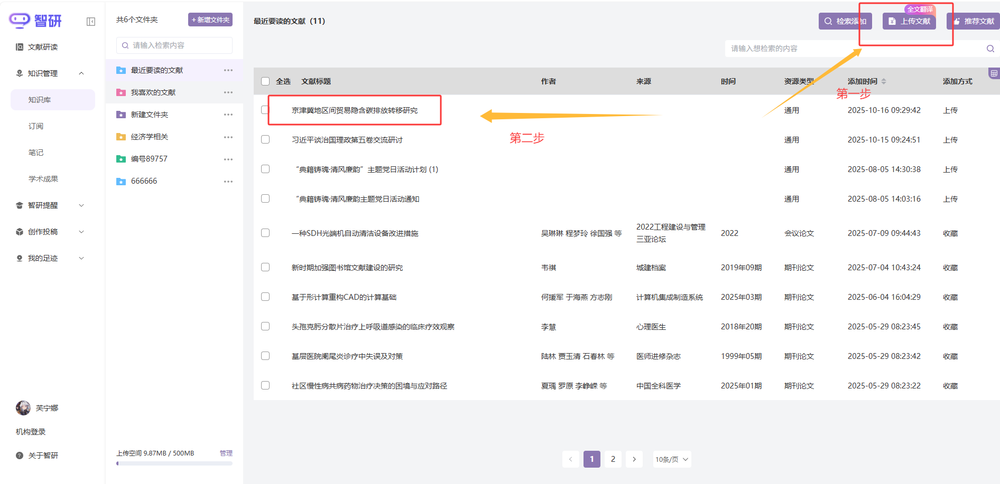 智研
文献研读
知识管理
知识库
订阅
笔记
学术成果
智研提醒
创作投稿
我的足迹
芙宁娜
机构登录
关于智研
共6个文件夹
+新增文件夹
请输入检索内容
最近要读的文献
我喜欢的文献
新建文件夹
经济学相关
编号89757
666666
上传空间 9.87MB / 500MB 管理
最近要读的文献（11）
检索添加
全文翻译
上传文献
推荐文献
请输入想检索的内容
全选 文献标题 作者 来源 时间 资源类型 添加时间 添加方式
第一步
京津冀地区间贸易隐含碳排放转移研究 通用 2025-10-16 09:29:42 上传
第二步
习近平谈治国理政第五卷交流研讨 通用 2025-10-15 09:24:51 上传
“典籍铸魂·清风廉韵”主题党日活动计划 (1) 通用 2025-08-05 14:30:38 上传
“典籍铸魂·清风廉韵主题党日活动通知 通用 2025-08-05 14:03:16 上传
一种SDH光端机自动清洁设备改进措施 吴琳琳 程梦玲 徐国强 等 2022工程建设与管理三亚论坛 2022 会议论文 2025-07-09 09:44:43 收藏
新时期加强图书馆文献建设的研究 韦祺 城建档案 2019年09期 期刊论文 2025-07-04 10:43:24 收藏
基于形计算重构CAD的计算基础 何援军 于海燕 方志刚 计算机集成制造系统 2025年03期 期刊论文 2025-06-04 16:04:29 收藏
头孢克肟分散片治疗上呼吸道感染的临床疗效观察 李慧 心理医生 2018年20期 期刊论文 2025-05-29 08:23:45 收藏
基层医院阑尾炎诊疗中失误及对策 陆林 贾玉清 石春林 等 医师进修杂志 1999年05期 期刊论文 2025-05-29 08:23:42 收藏
社区慢性病共病药物治疗决策的困境与应对路径 夏瑀 罗原 李峥嵘 等 中国全科医学 2025年01期 期刊论文 2025-05-29 08:23:22 收藏
1 2 10条/页